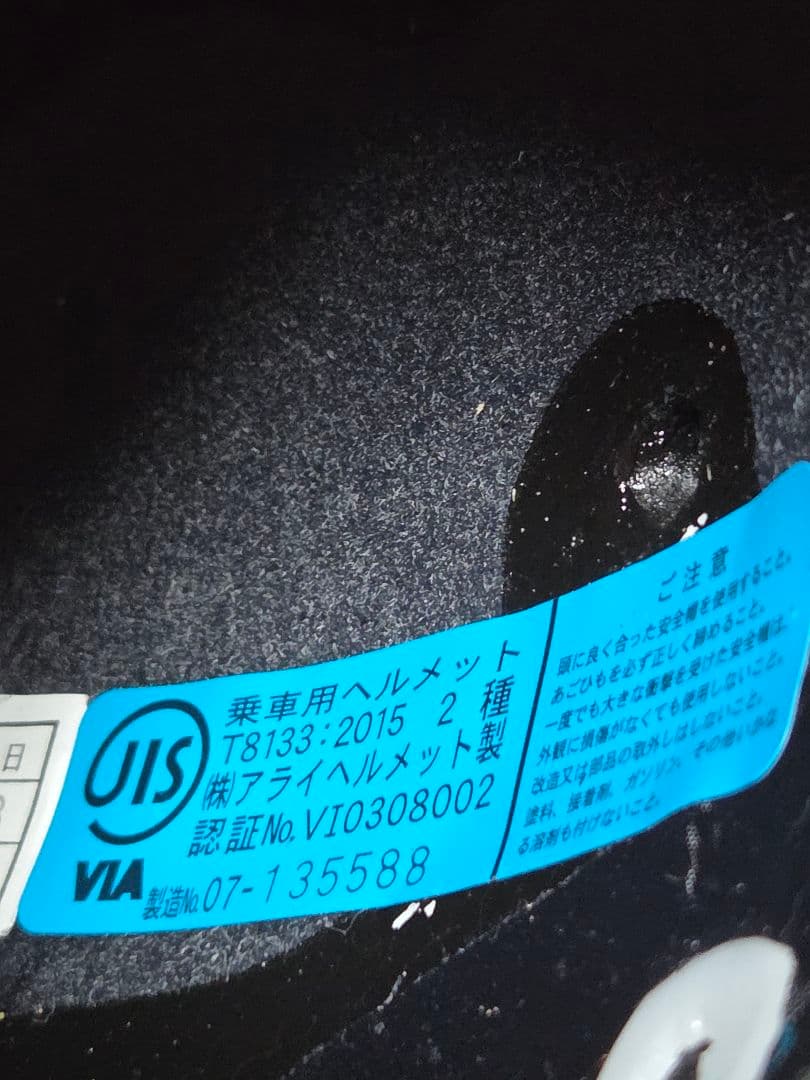 日
JIS
VIA
乗車用ヘルメット
T8133:2015 2種
㈱アライヘルメット製
認証No.VI0308002
製造No.07-135588
ご注意
頭に良く合った安全帽を使用すること。
あごひもを必ず正しく締めること。
一度でも大きな衝撃を受けた安全帽は、
外観に損傷がなくても使用しないこと。
改造又は部品の取外しはしないこと。
塗料、接着剤、ガソリン、その他いかな
る溶剤も付けないこと。